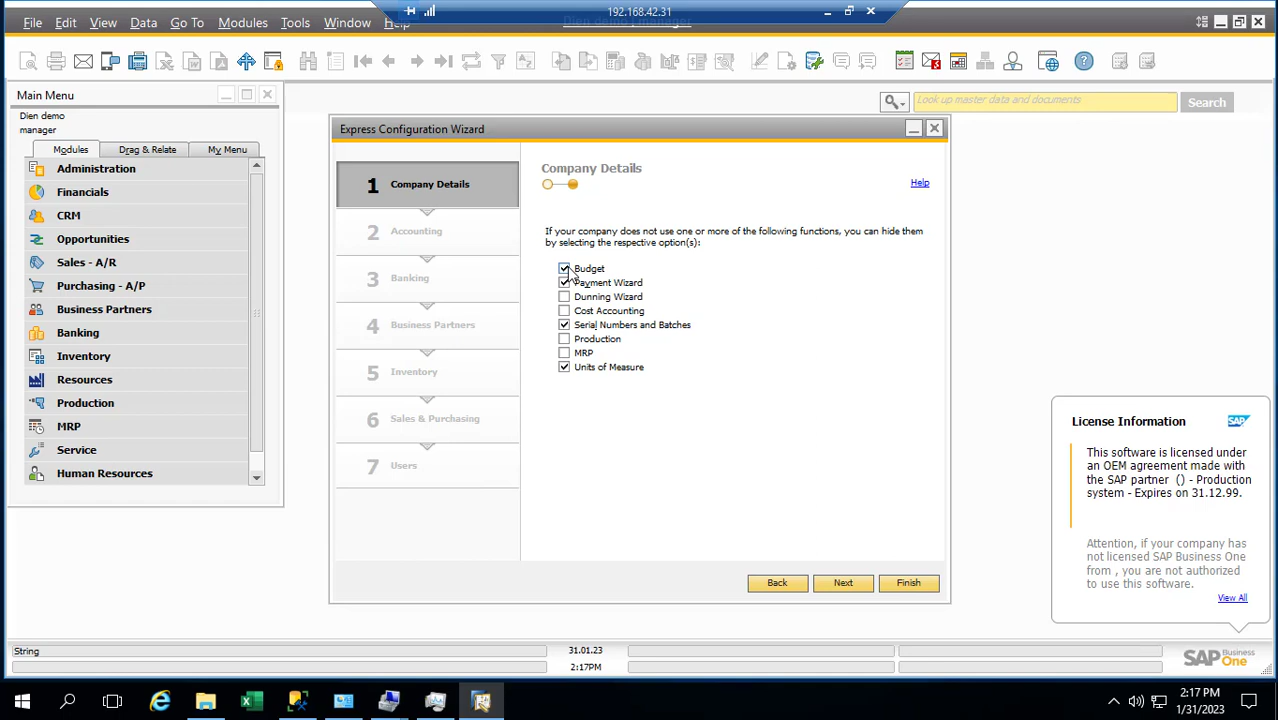 192.168.42.31
File Edit View Data Go To Modules Tools Window Help
Dien demo | manager
Main Menu
Dien demo
manager
Modules Drag & Relate My Menu
Administration
Financials
CRM
Opportunities
Sales - A/R
Purchasing - A/P
Business Partners
Banking
Inventory
Resources
Production
MRP
Service
Human Resources
Look up master data and documents Search
Express Configuration Wizard
1 Company Details
2 Accounting
3 Banking
4 Business Partners
5 Inventory
6 Sales & Purchasing
7 Users
Company Details
Help
If your company does not use one or more of the following functions, you can hide them
by selecting the respective option(s):
Budget
Payment Wizard
Dunning Wizard
Cost Accounting
Serial Numbers and Batches
Production
MRP
Units of Measure
Back Next Finish
License Information SAP
This software is licensed under
an OEM agreement made with
the SAP partner () - Production
system - Expires on 31.12.99.
Attention, if your company has
not licensed SAP Business One
from , you are not authorized
to use this software.
View All
String 31.01.23
2:17PM
SAP Business One
2:17 PM
1/31/2023